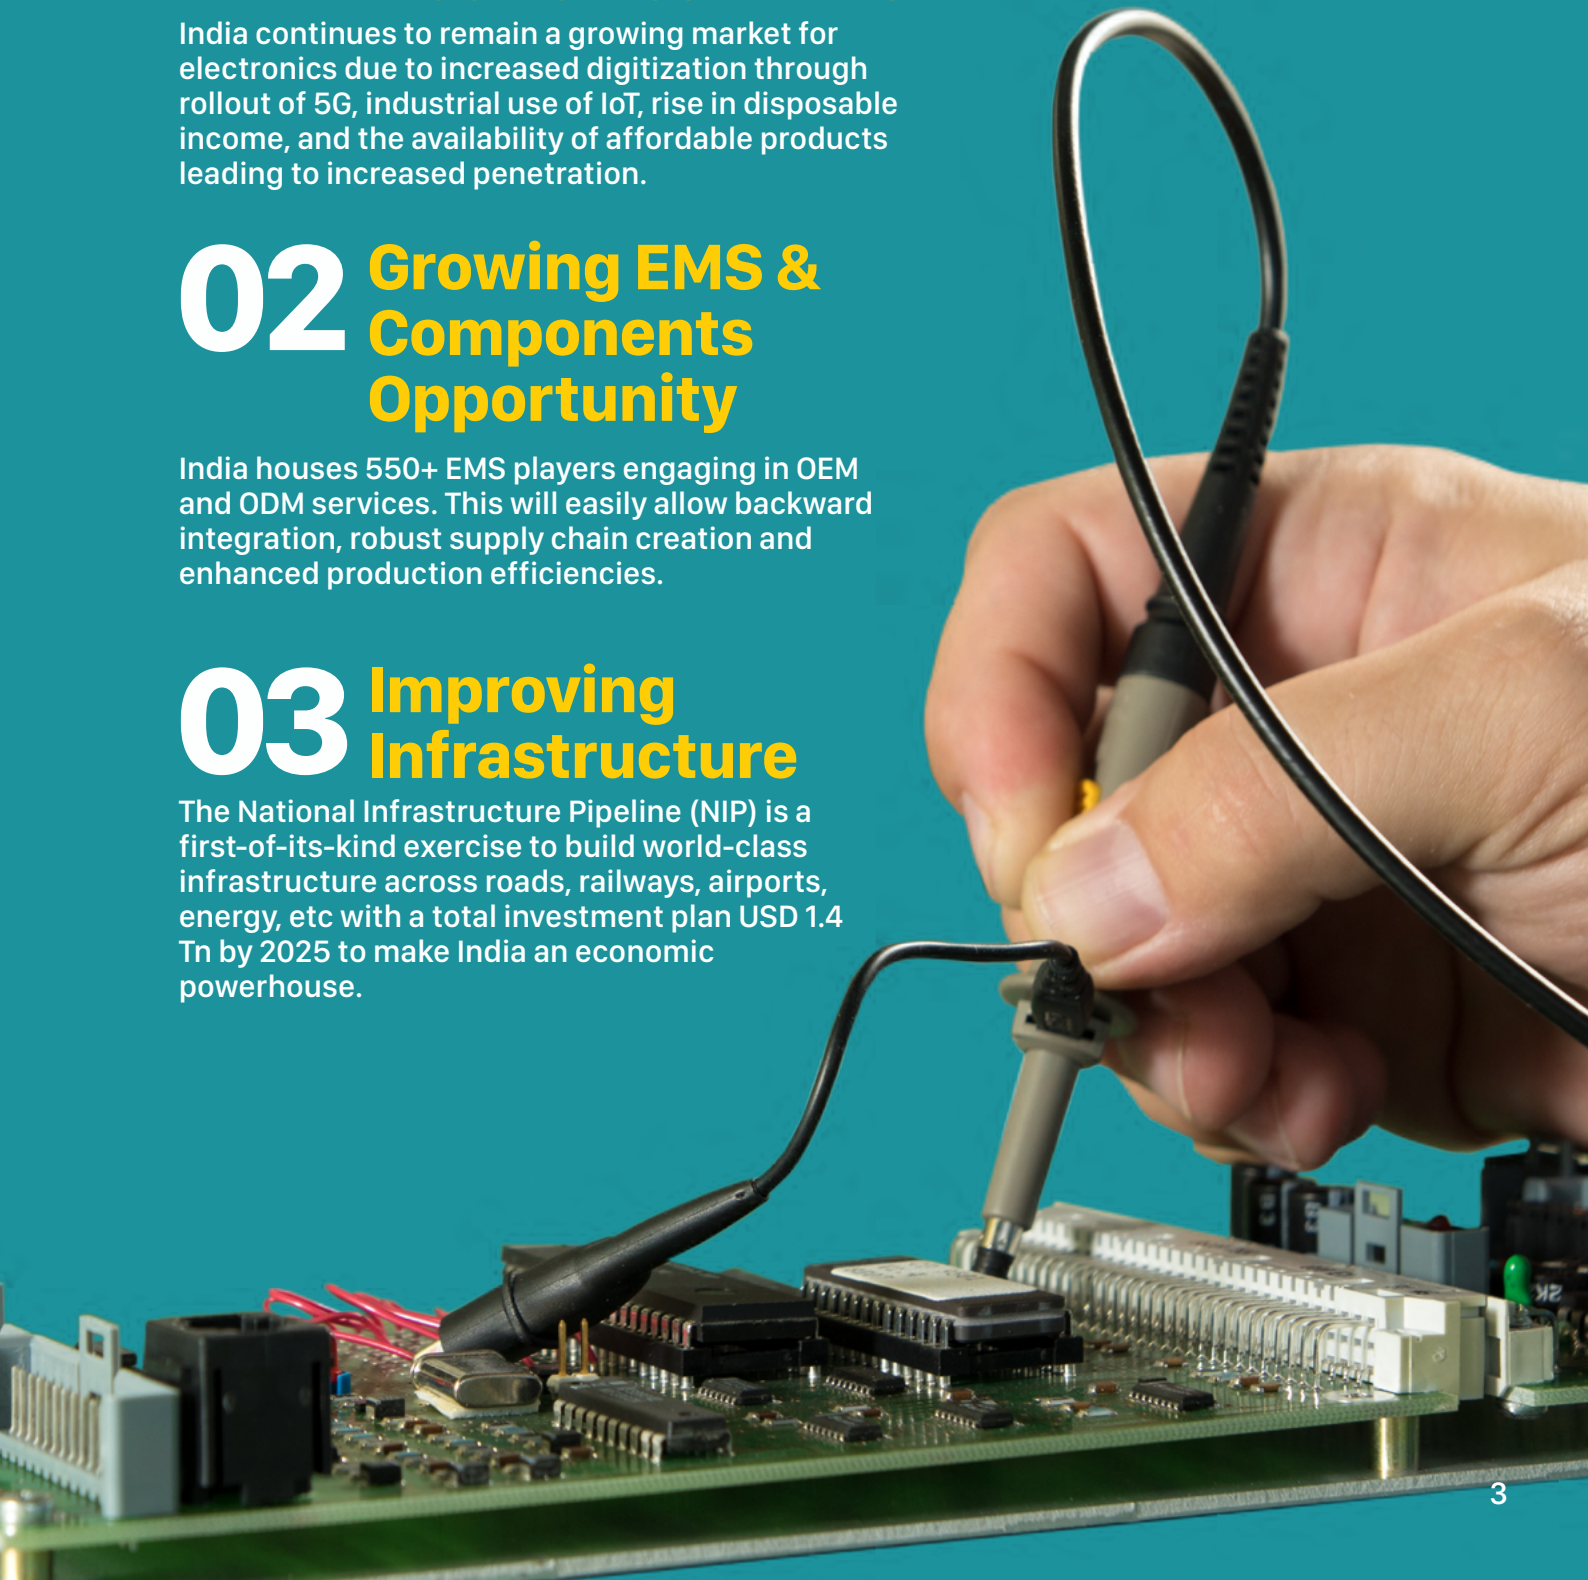 India continues to remain a growing market for
electronics due to increased digitization through
rollout of 5G, industrial use of IoT, rise in disposable
income, and the availability of affordable products
leading to increased penetration.
02 Growing EMS &
Components
Opportunity
India houses 550+ EMS players engaging in OEM
and ODM services. This will easily allow backward
integration, robust supply chain creation and
enhanced production efficiencies.
03 Improving
Infrastructure
The National Infrastructure Pipeline (NIP) is a
first-of-its-kind exercise to build world-class
infrastructure across roads, railways, airports,
energy, etc with a total investment plan USD 1.4
Tn by 2025 to make India an economic
powerhouse.
3